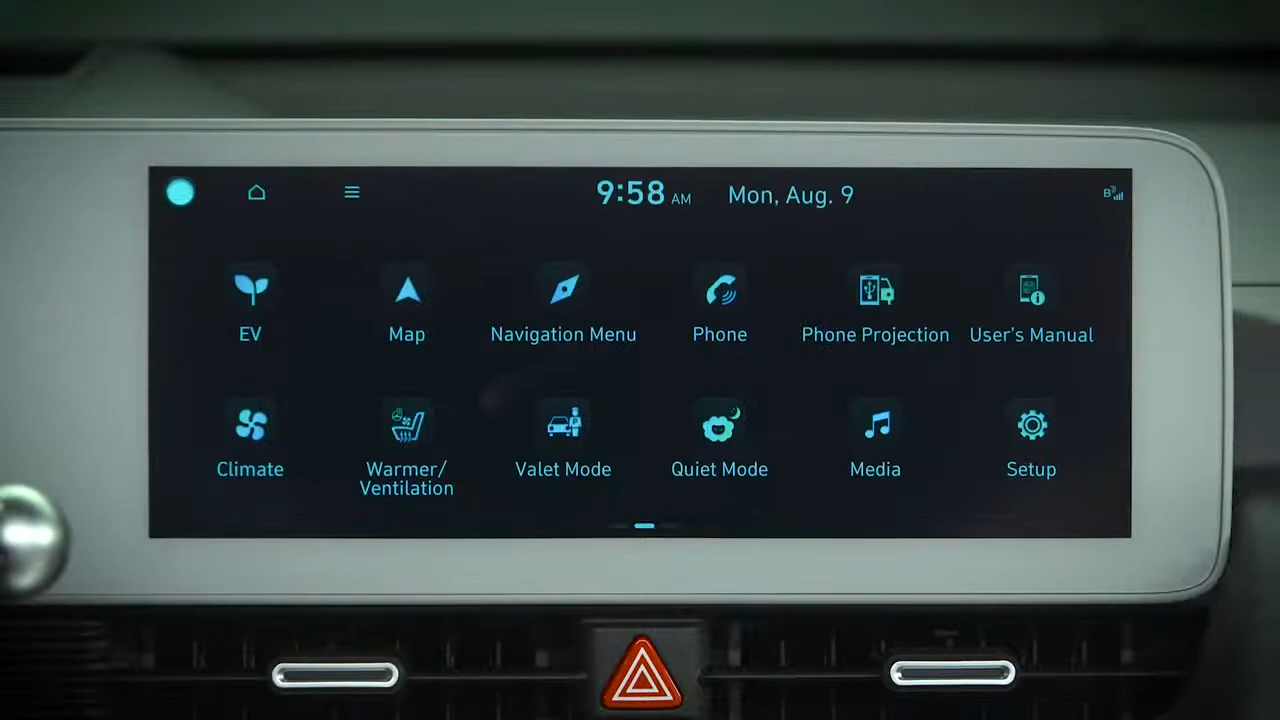 9:58 AM Mon, Aug. 9
EV Map Navigation Menu Phone Phone Projection User's Manual
Climate Warmer/ Valet Mode Quiet Mode Media Setup
Ventilation